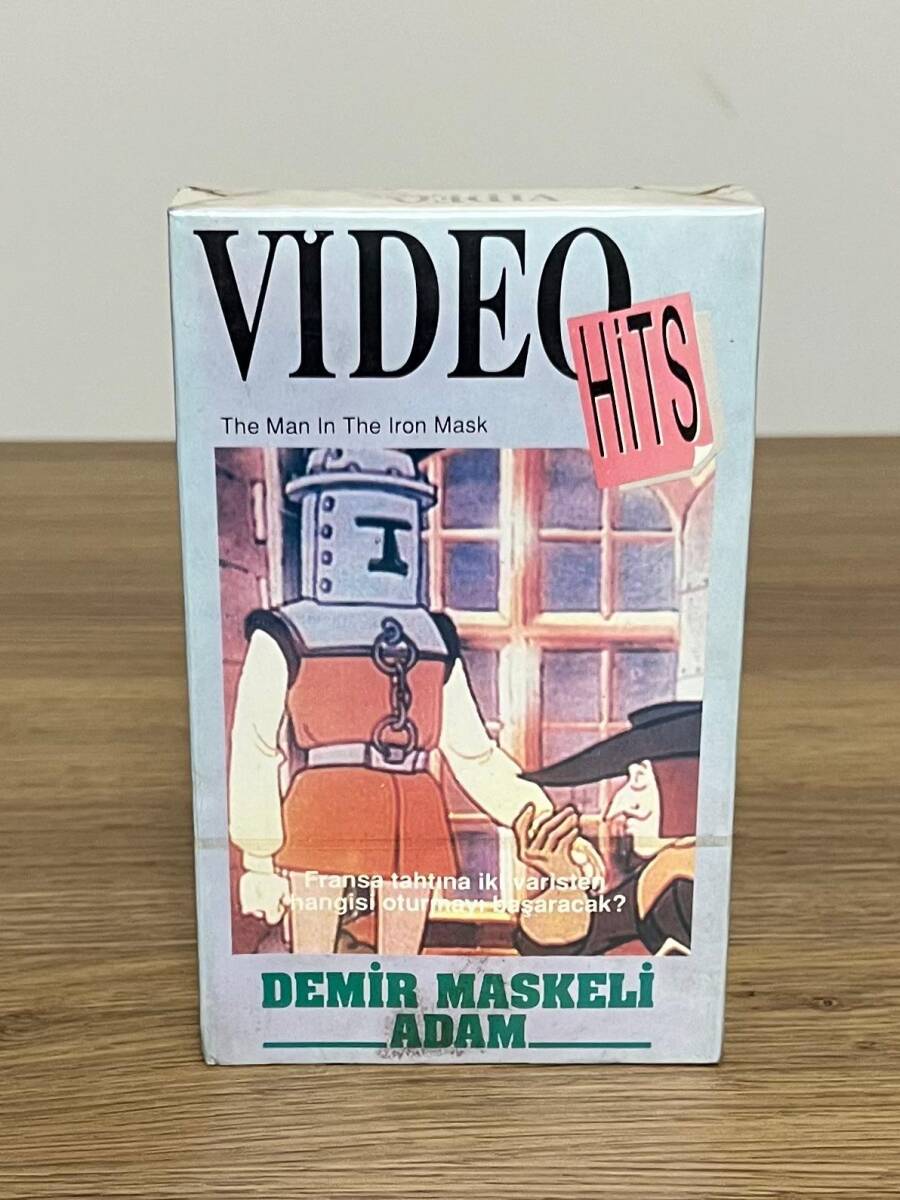 VİDEO
HiTS
The Man In The Iron Mask
Fransa tahtına iki varisten
hangisi oturmayı başaracak?
DEMİR MASKELİ
ADAM